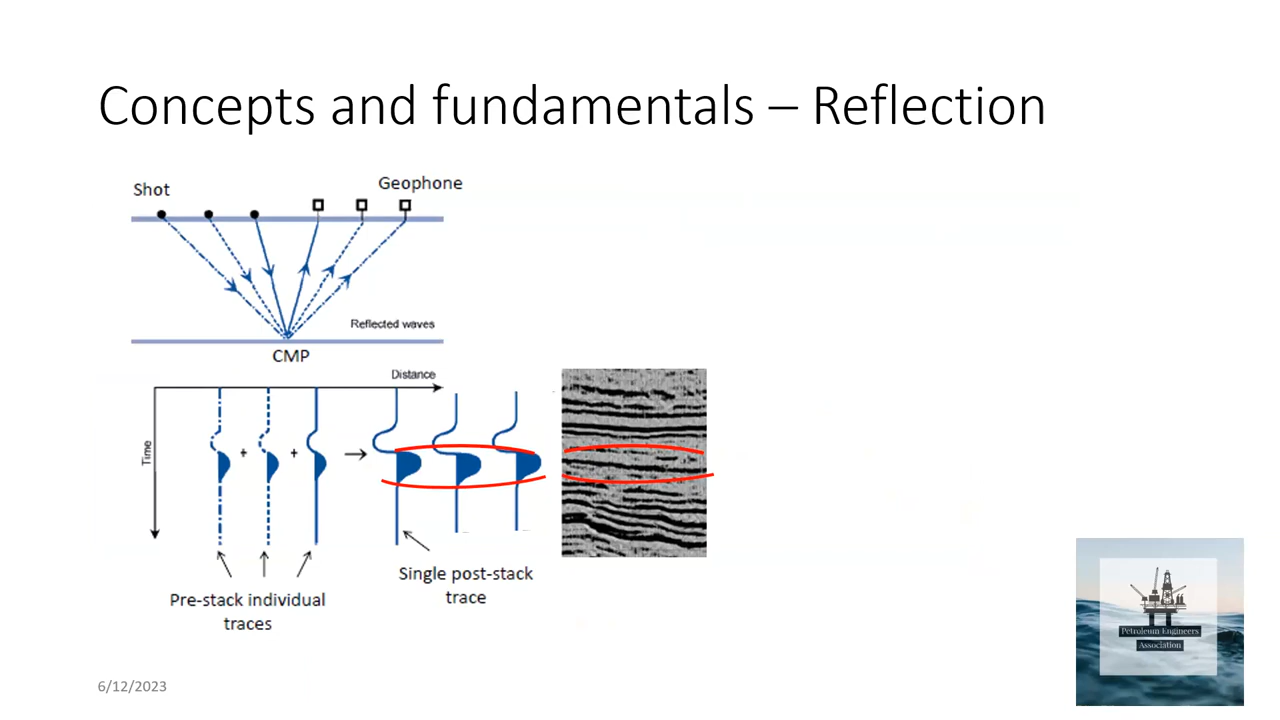 Concepts and fundamentals – Reflection
Shot
Geophone
Reflected waves
CMP
Distance
Time
+
+
Single post-stack
trace
Pre-stack individual
traces
Petroleum Engineers
Association
6/12/2023